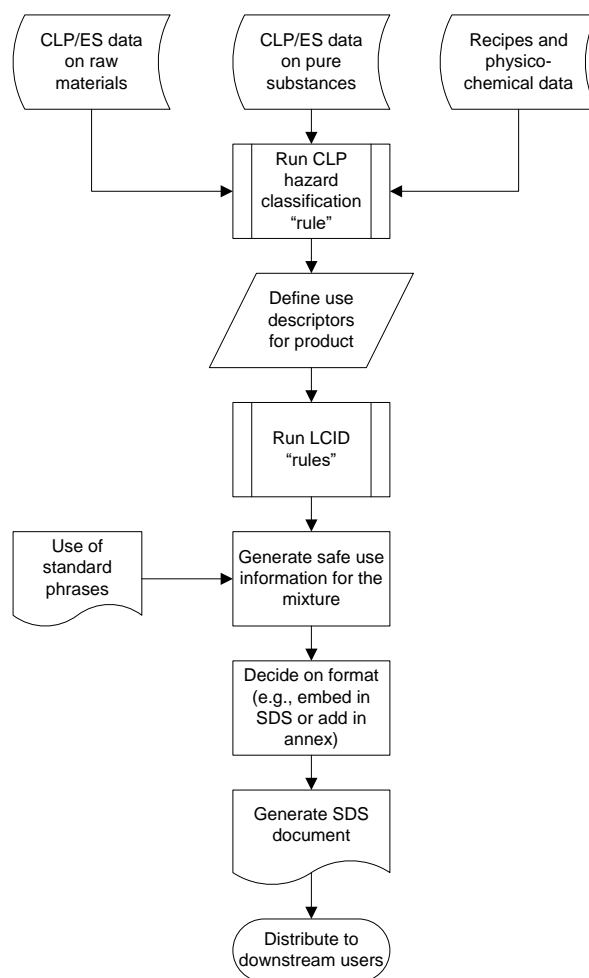 CLP/ES data
on raw
materials
CLP/ES data
on pure
substances
Recipes and
physico-
chemical data
Run CLP
hazard
classification
“rule”
Define use
descriptors
for product
Run LCID
“rules”
Use of
standard
phrases
Generate safe use
information for the
mixture
Decide on format
(e.g., embed in
SDS or add in
annex)
Generate SDS
document
Distribute to
downstream users